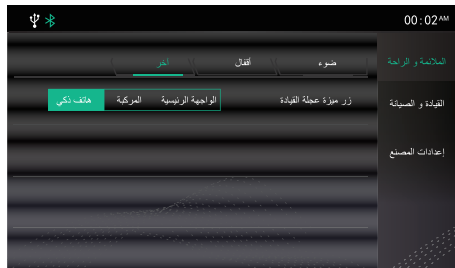 00:02AM
الملائمة و الراحة
القيادة و الصيانة
إعدادات المصنع
ضوء أقفال آخر
زر ميزة عجلة القيادة الواجهة الرئيسية المركبة هاتف ذكي